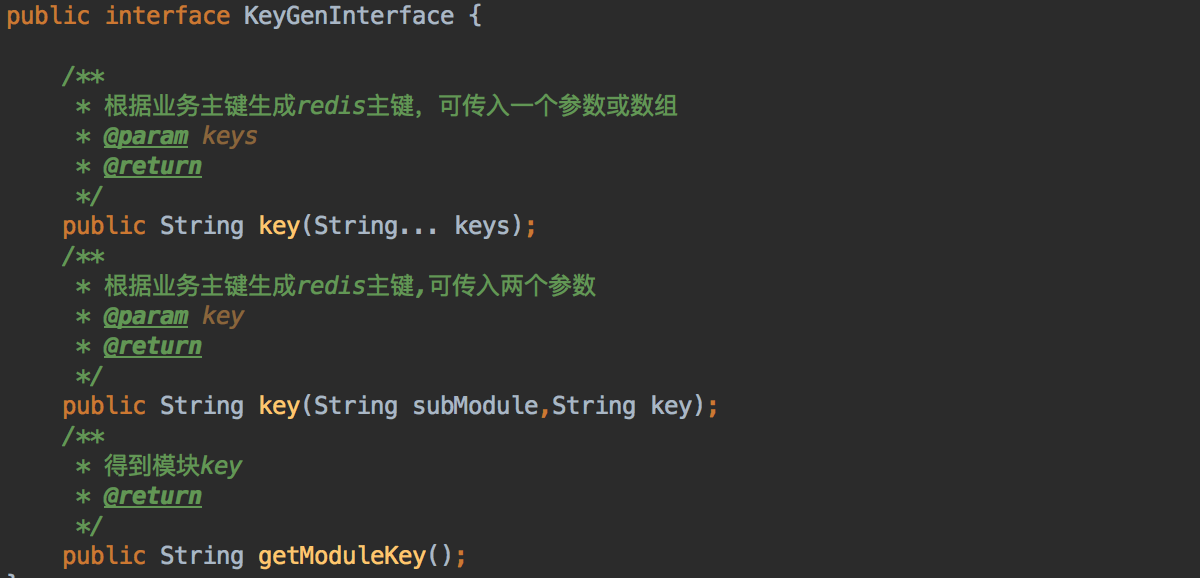 public interface KeyGenInterface {
/**
* 根据业务主键生成redis主键，可传入一个参数或数组
* @param keys
* @return
*/
public String key(String... keys);
/**
* 根据业务主键生成redis主键,可传入两个参数
* @param key
* @return
*/
public String key(String subModule,String key);
/**
* 得到模块key
* @return
*/
public String getModuleKey();
}